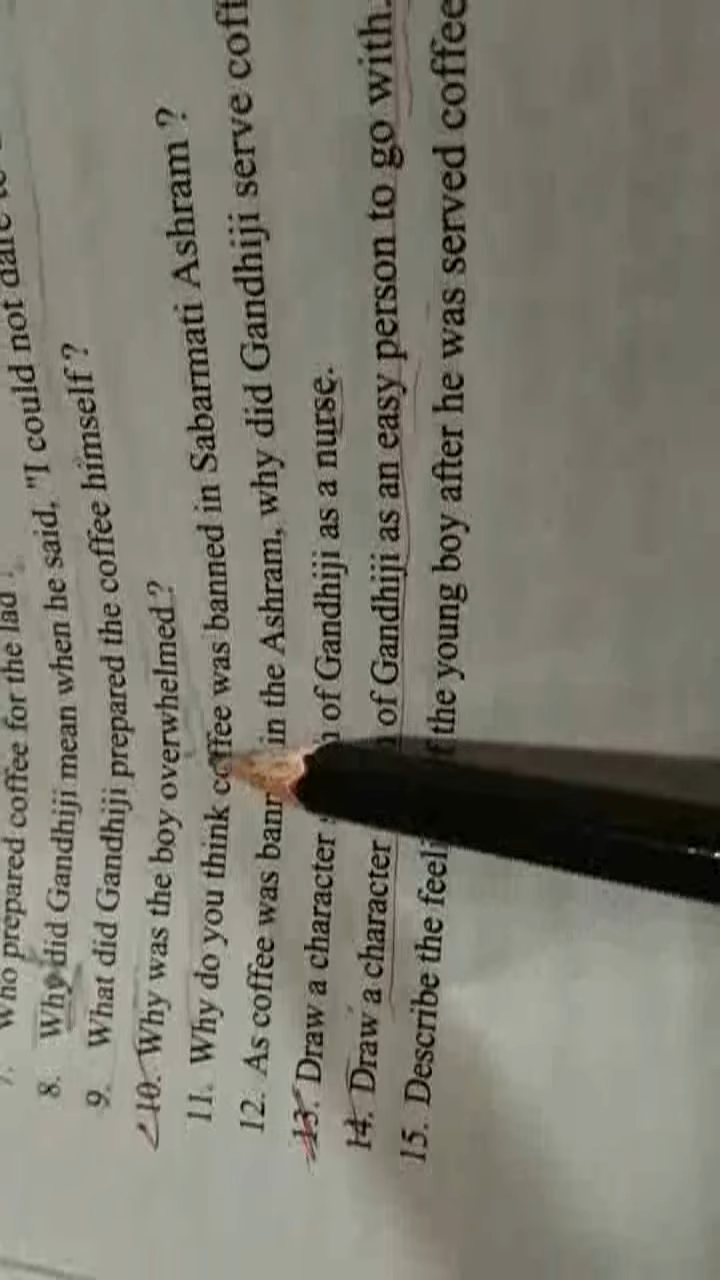 7. Who prepared coffee for the lad
8. Why did Gandhiji mean when he said, "I could not dare
9. What did Gandhiji prepared the coffee himself?
10. Why was the boy overwhelmed?
11. Why do you think coffee was banned in Sabarmati Ashram?
12. As coffee was bann in the Ashram, why did Gandhiji serve
13. Draw a character of Gandhiji as a nurse.
14. Draw a character of Gandhiji as an easy person to go with.
15. Describe the the young boy after he was served coffee